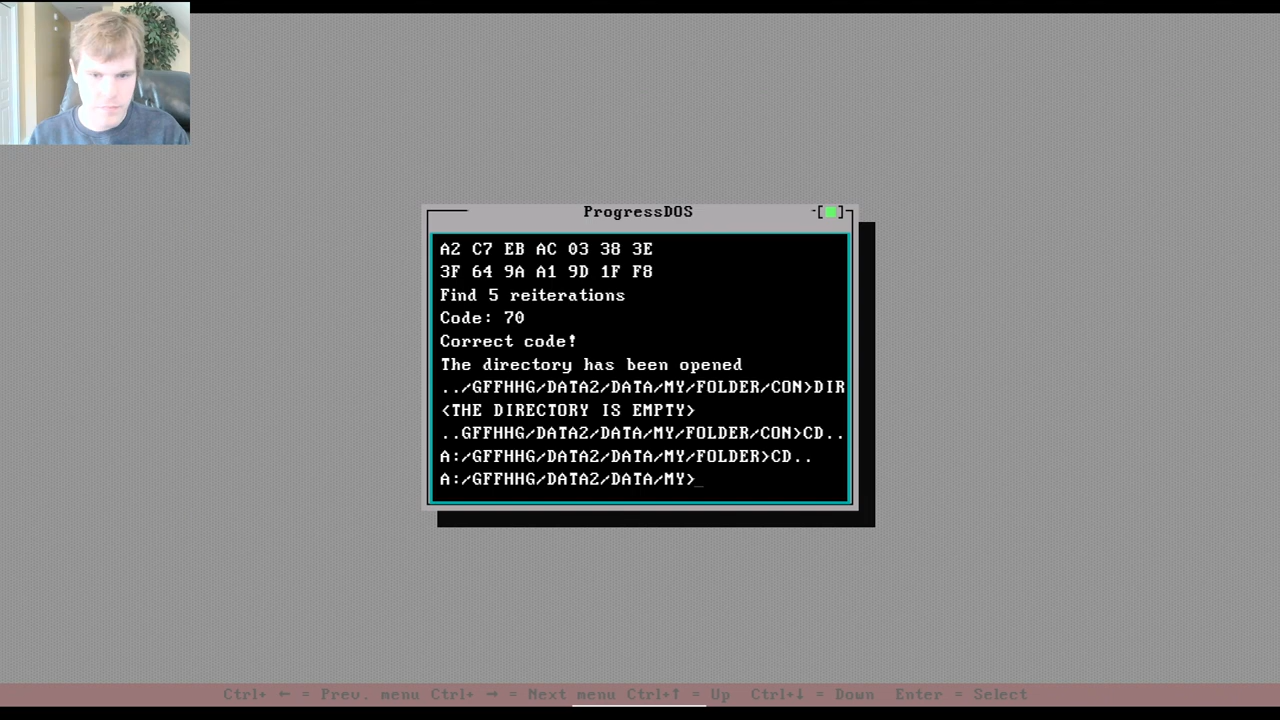 ProgressDOS
-[■]
A2 C7 EB AC 03 38 3E
3F 64 9A A1 9D 1F F8
Find 5 reiterations
Code: 70
Correct code!
The directory has been opened
../GFFHHG/DATA2/DATA/MY/FOLDER/CON>DIR
<THE DIRECTORY IS EMPTY>
..GFFHHG/DATA2/DATA/MY/FOLDER/CON>CD..
A:/GFFHHG/DATA2/DATA/MY/FOLDER>CD..
A:/GFFHHG/DATA2/DATA/MY>_
Ctrl+ ← = Prev. menu Ctrl+ → = Next menu Ctrl+↑ = Up Ctrl+↓ = Down Enter = Select